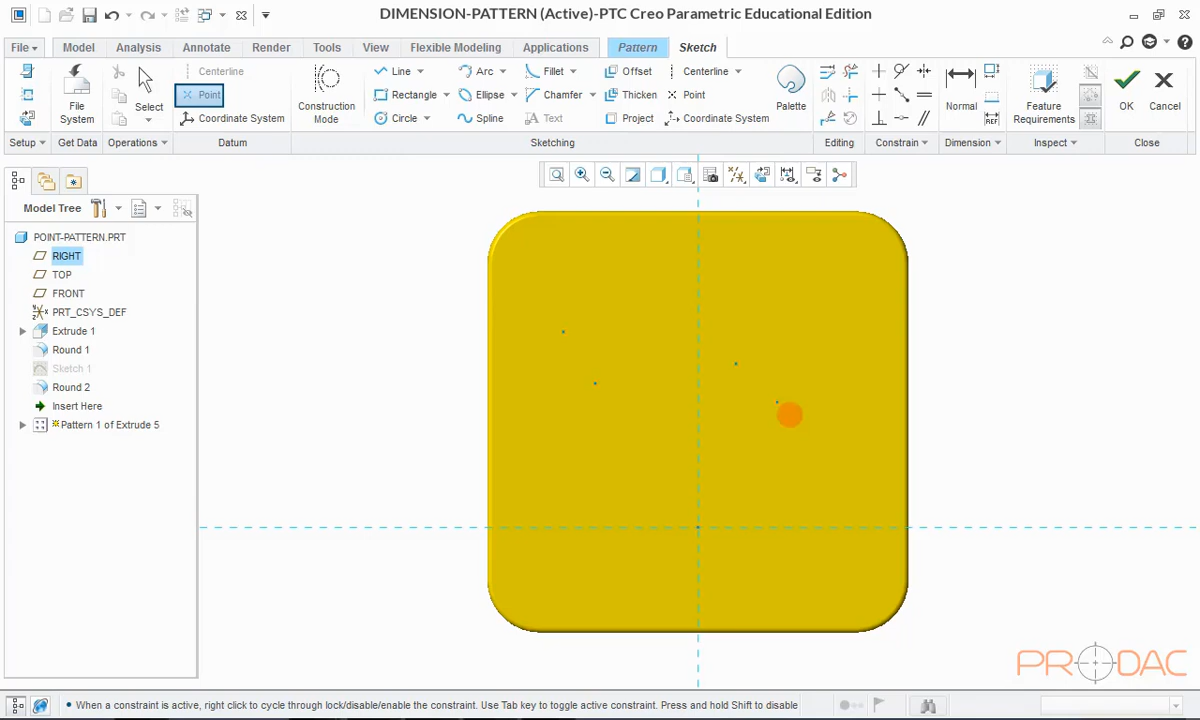 DIMENSION-PATTERN (Active)-PTC Creo Parametric Educational Edition
File Model Analysis Annotate Render Tools View Flexible Modeling Applications Pattern Sketch
Centerline Line Arc Fillet Offset Centerline
File System Select Point Construction Mode Rectangle Ellipse Chamfer Thicken Point Palette Normal Feature Requirements OK Cancel
Coordinate System Circle Spline Text Project Coordinate System
Setup Get Data Operations Datum Sketching Editing Constrain Dimension Inspect Close
Model Tree
POINT-PATTERN.PRT
RIGHT
TOP
FRONT
PRT_CSYS_DEF
Extrude 1
Round 1
Sketch 1
Round 2
Insert Here
Pattern 1 of Extrude 5
PRODAC
When a constraint is active, right click to cycle through lock/disable/enable the constraint. Use Tab key to toggle active constraint. Press and hold Shift to disable